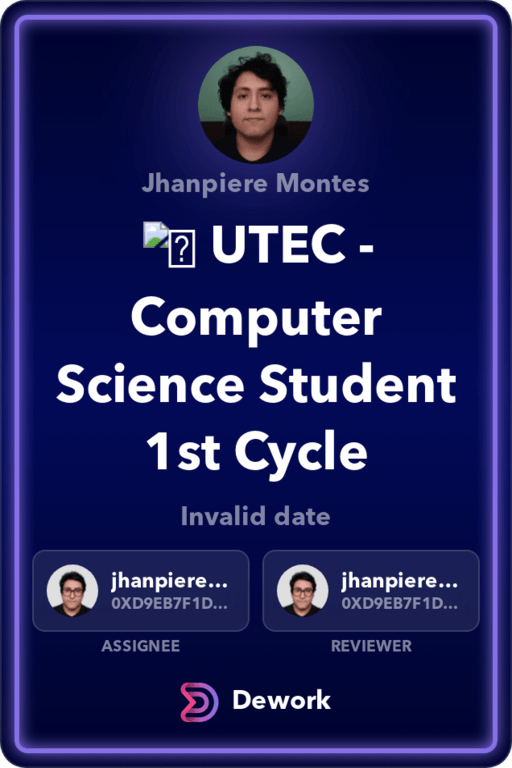 Jhanpiere Montes
UTEC -
Computer
Science Student
1st Cycle
Invalid date
jhanpiere...
0XD9EB7F1D...
jhanpiere...
0XD9EB7F1D...
ASSIGNEE
REVIEWER
Dework